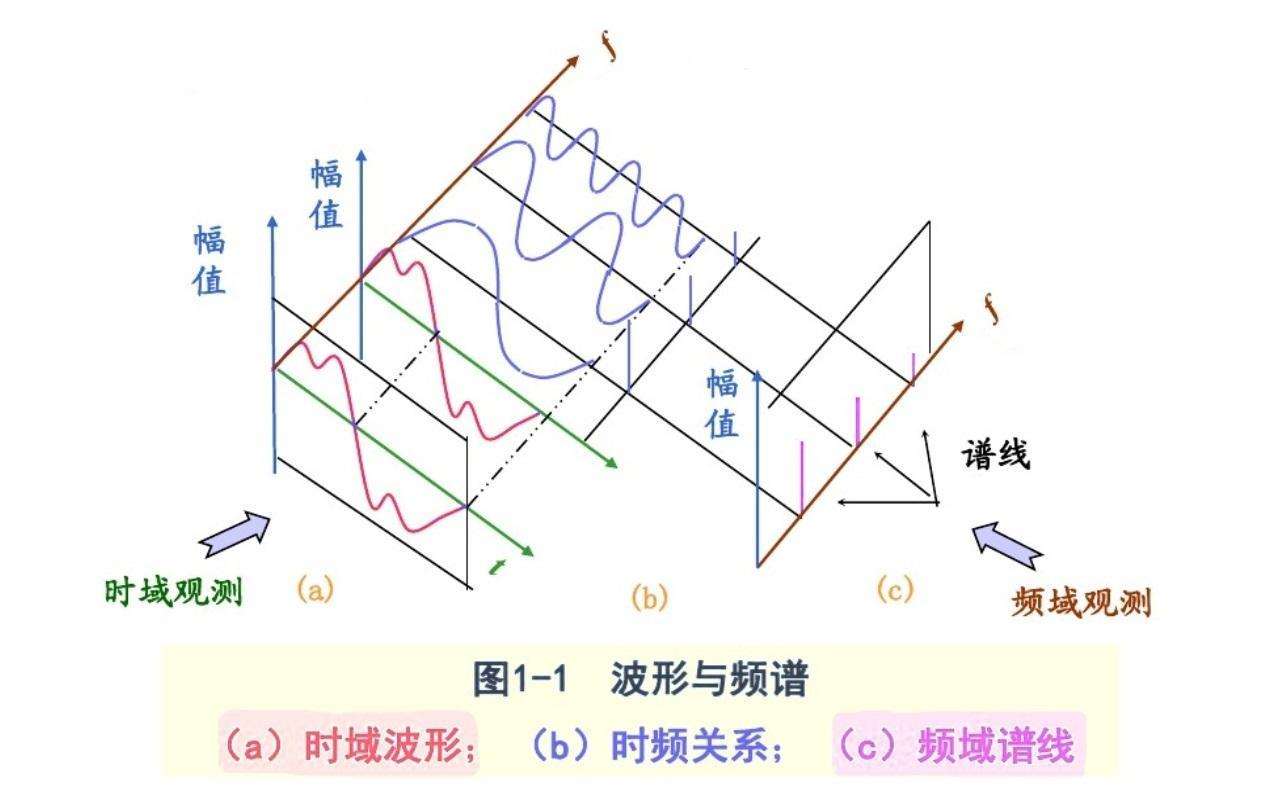 f
幅值
幅值
f
幅值
谱线
t
时域观测
(a)
(b)
(c)
频域观测
图1-1 波形与频谱
（a）时域波形； （b）时频关系； （c）频域谱线